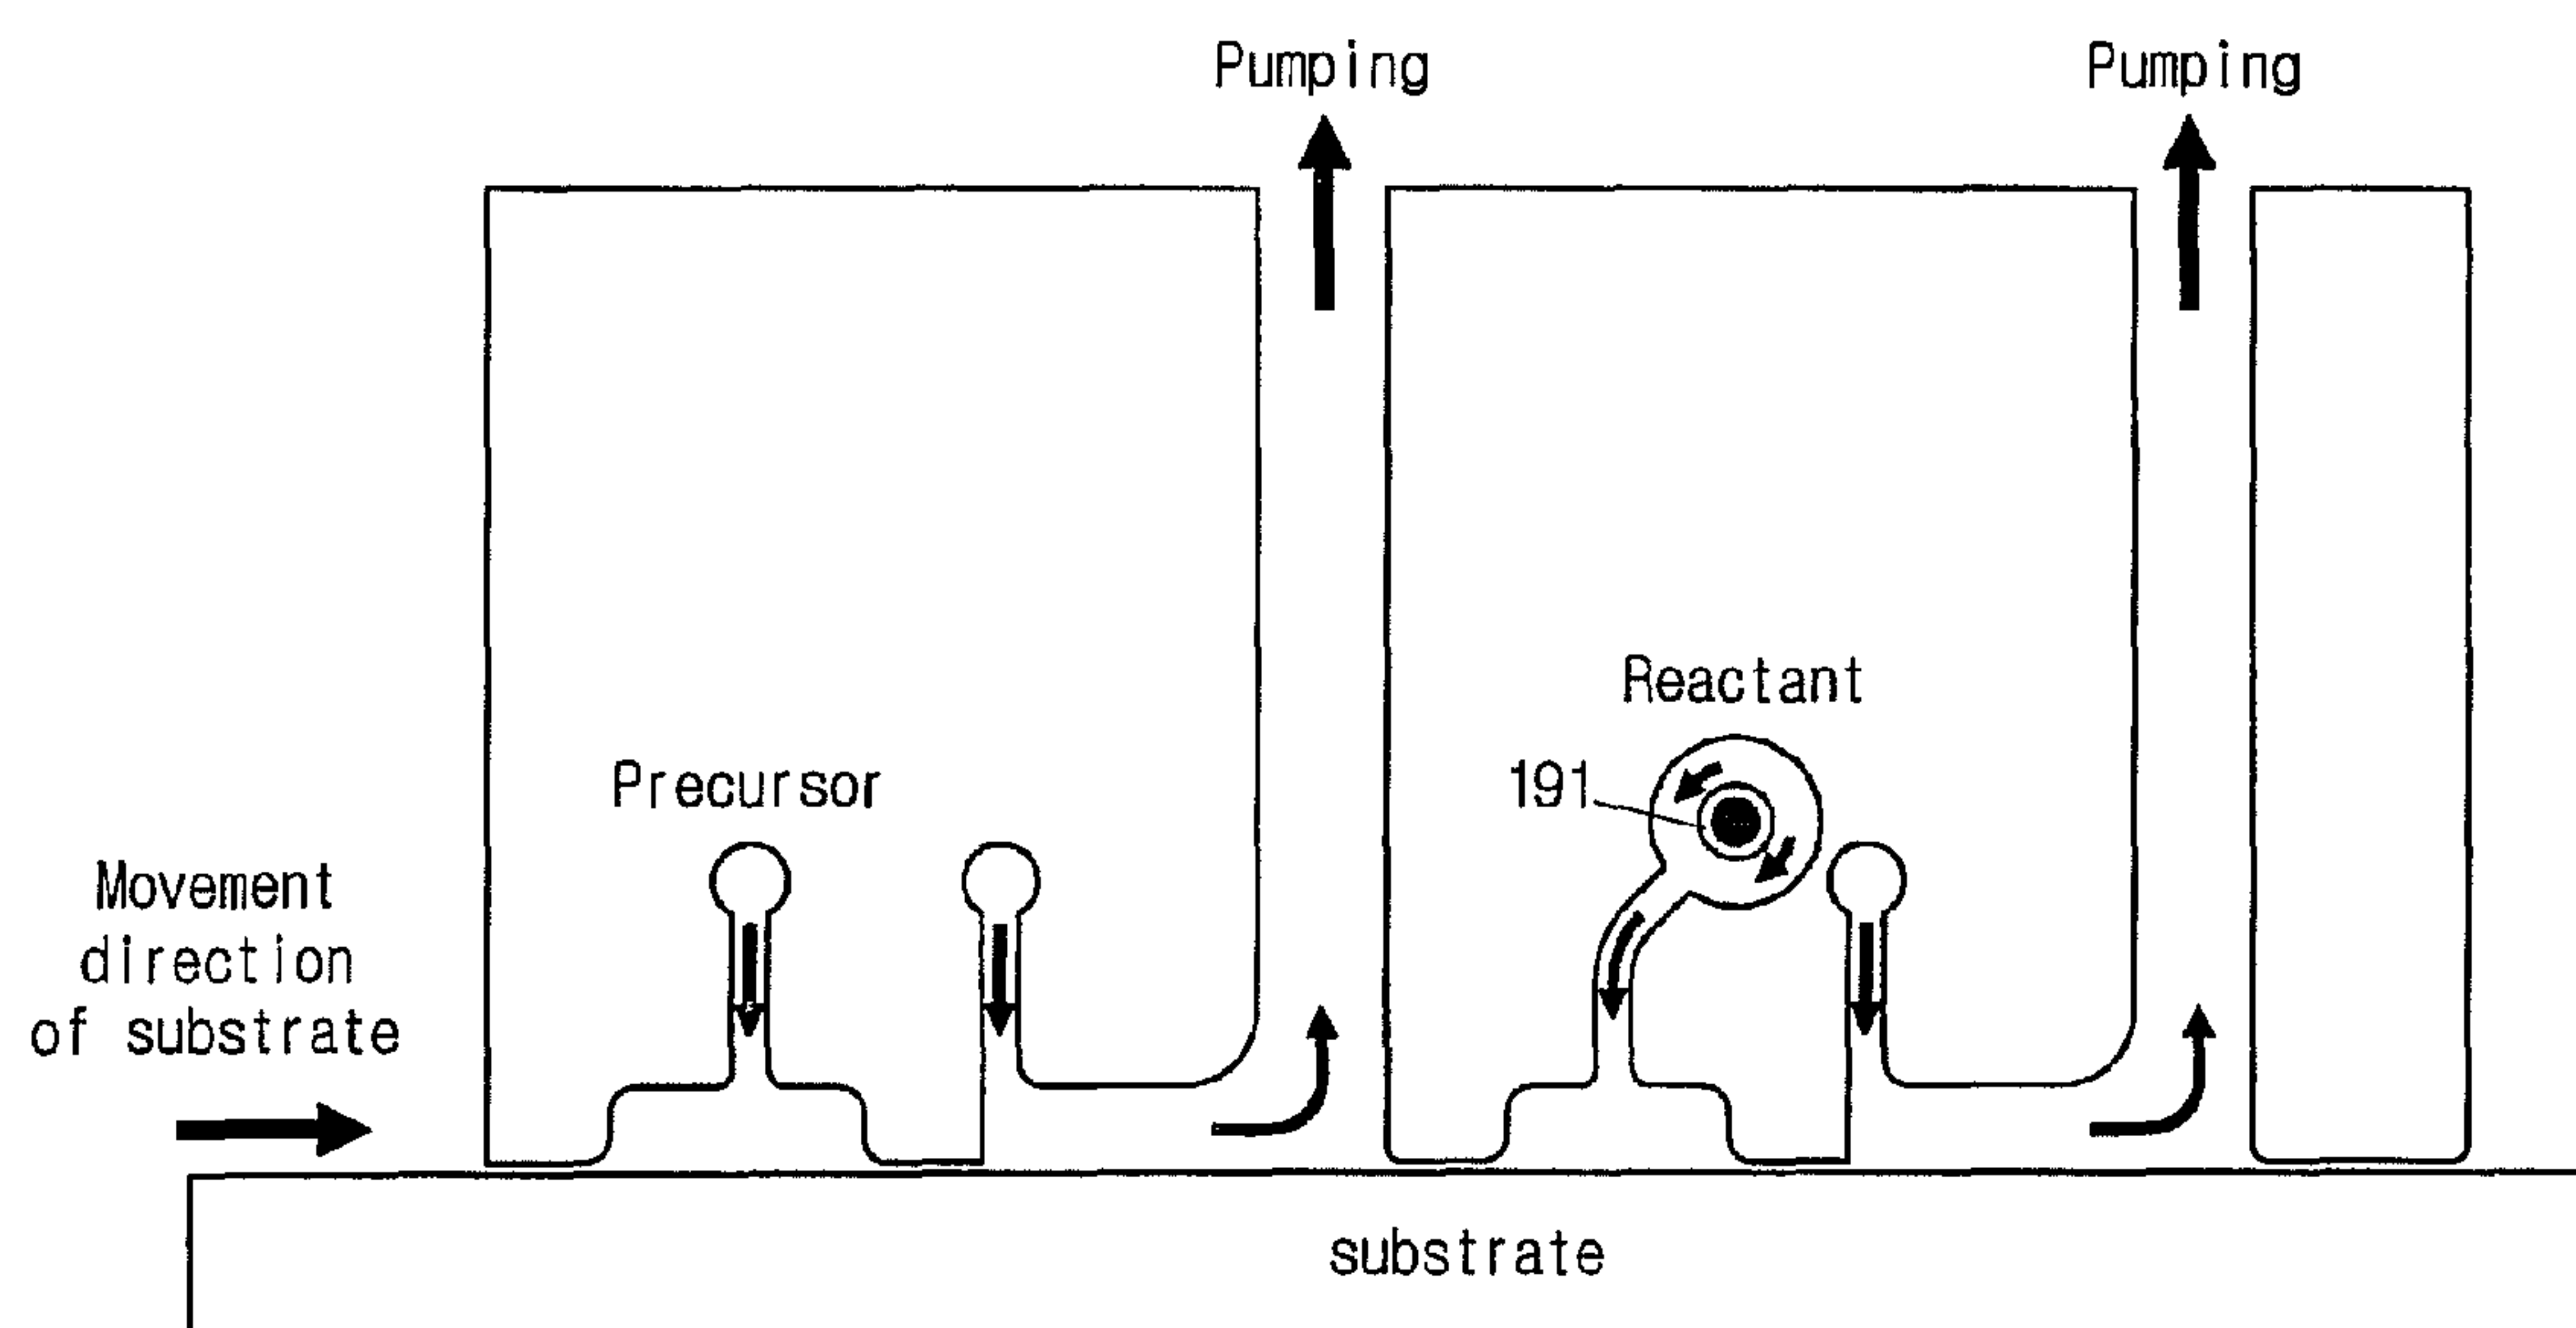 Pumping
Pumping
Reactant
Precursor
191
Movement
direction
of substrate
substrate